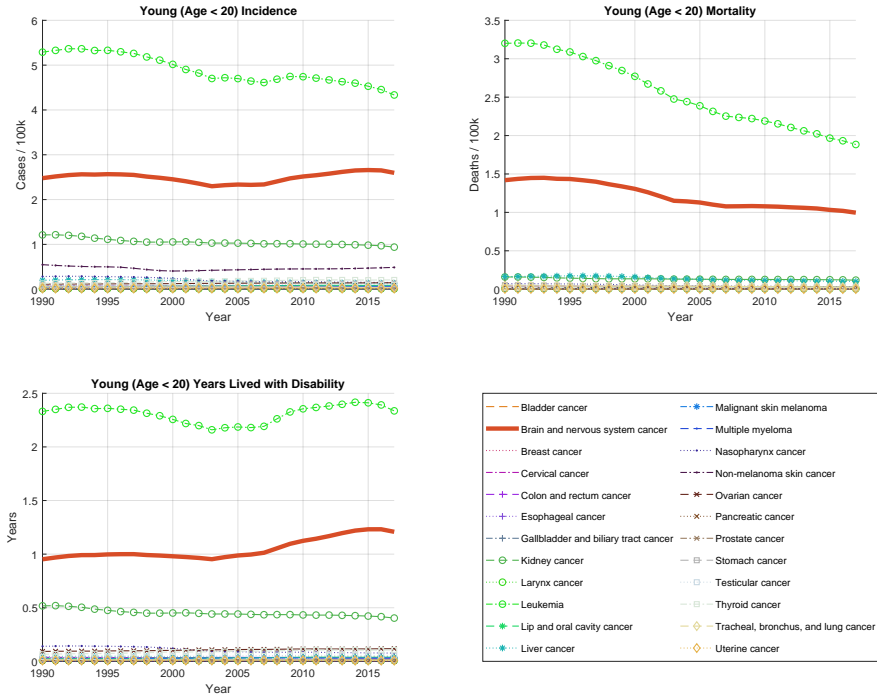 Young (Age < 20) Incidence
6
5
4
3
2
1
0
Cases / 100k
1990
1995
2000
2005
2010
2015
Year
Young (Age < 20) Mortality
3.5
3
2.5
2
1.5
1
0.5
0
Deaths / 100k
1990
1995
2000
2005
2010
2015
Year
Young (Age < 20) Years Lived with Disability
2.5
2
1.5
1
0.5
0
Years
1990
1995
2000
2005
2010
2015
Year
Bladder cancer
Brain and nervous system cancer
Breast cancer
Cervical cancer
Colon and rectum cancer
Esophageal cancer
Gallbladder and biliary tract cancer
Kidney cancer
Larynx cancer
Leukemia
Lip and oral cavity cancer
Liver cancer
Malignant skin melanoma
Multiple myeloma
Nasopharynx cancer
Non-melanoma skin cancer
Ovarian cancer
Pancreatic cancer
Prostate cancer
Stomach cancer
Testicular cancer
Thyroid cancer
Tracheal, bronchus, and lung cancer
Uterine cancer